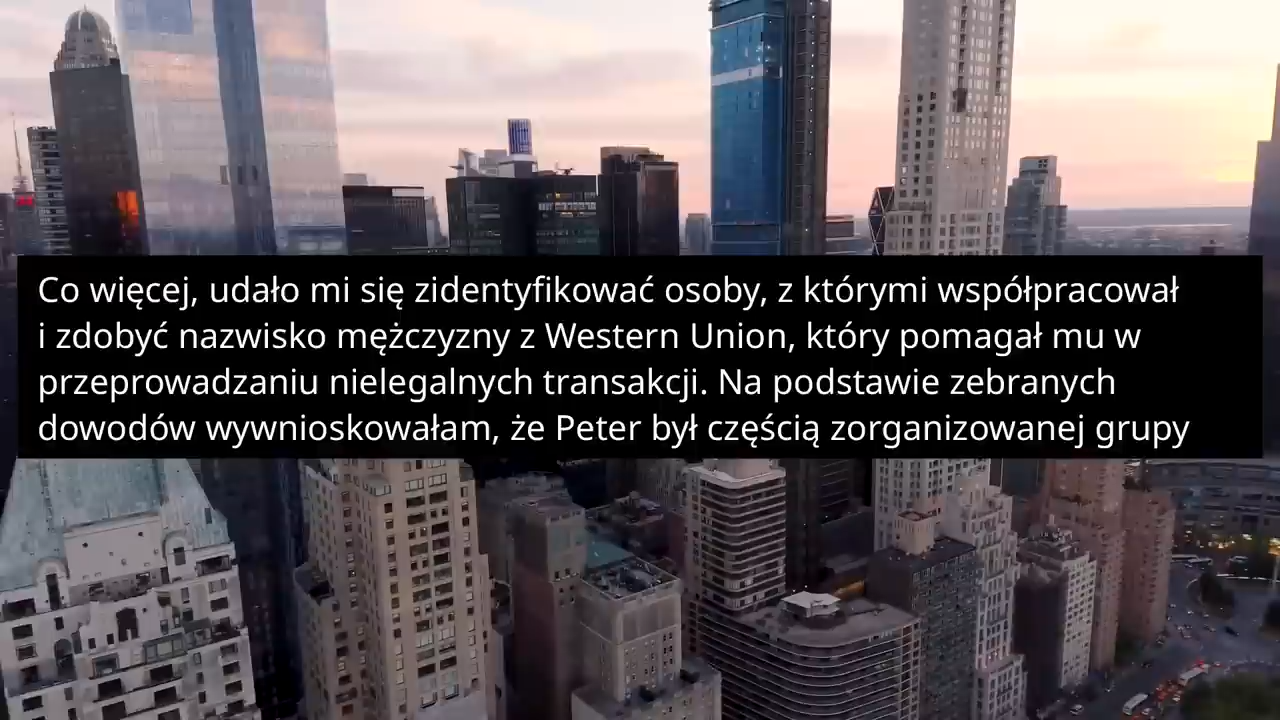 Co więcej, udało mi się zidentyfikować osoby, z którymi współpracował
i zdobyć nazwisko mężczyzny z Western Union, który pomagał mu w
przeprowadzaniu nielegalnych transakcji. Na podstawie zebranych
dowodów wywnioskowałam, że Peter był częścią zorganizowanej grupy